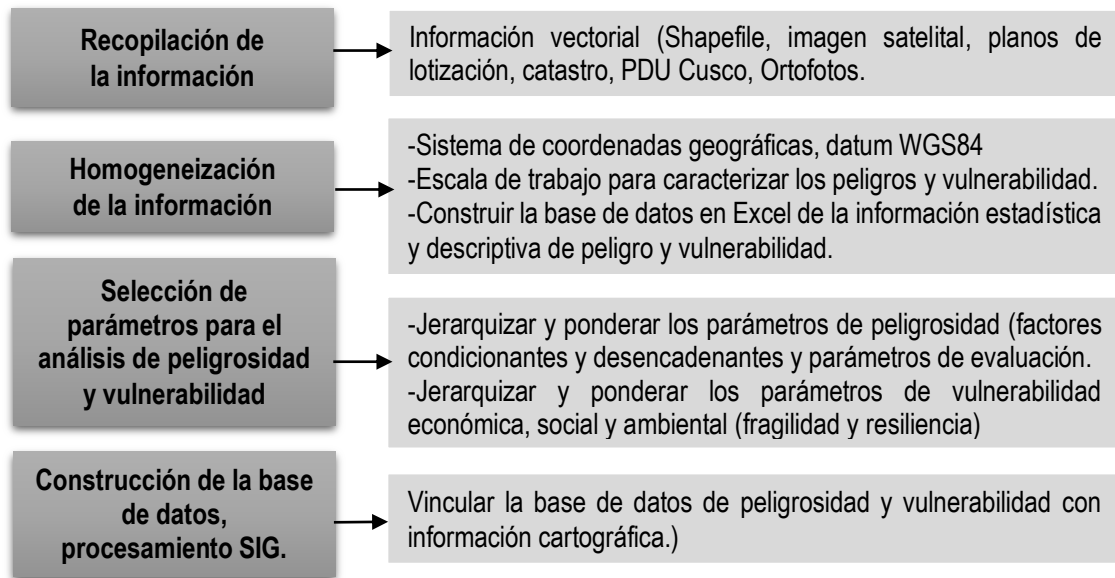 Recopilación de
la información
Información vectorial (Shapefile, imagen satelital, planos de
lotización, catastro, PDU Cusco, Ortofotos.
Homogeneización
de la información
-Sistema de coordenadas geográficas, datum WGS84
-Escala de trabajo para caracterizar los peligros y vulnerabilidad.
-Construir la base de datos en Excel de la información estadística
y descriptiva de peligro y vulnerabilidad.
Selección de
parámetros para el
análisis de peligrosidad
y vulnerabilidad
-Jerarquizar y ponderar los parámetros de peligrosidad (factores
condicionantes y desencadenantes y parámetros de evaluación.
-Jerarquizar y ponderar los parámetros de vulnerabilidad
económica, social y ambiental (fragilidad y resiliencia)
Construcción de la base
de datos,
procesamiento SIG.
Vincular la base de datos de peligrosidad y vulnerabilidad con
información cartográfica.)